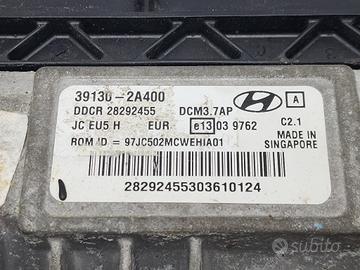 39130-2A400
DDCR 28292455 DCM3.7AP A
JC EU5 H EUR e13 03 9762 C2.1
ROM ID = 97JC502MCWEHIA01 MADE IN
SINGAPORE
28292455303610124
subito